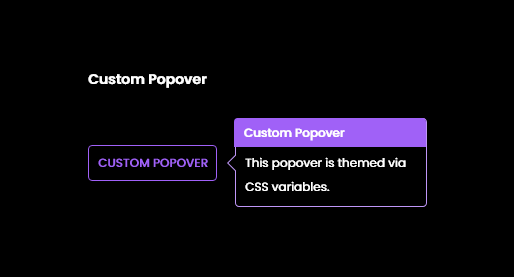 Custom Popover
CUSTOM POPOVER
Custom Popover
This popover is themed via
CSS variables.